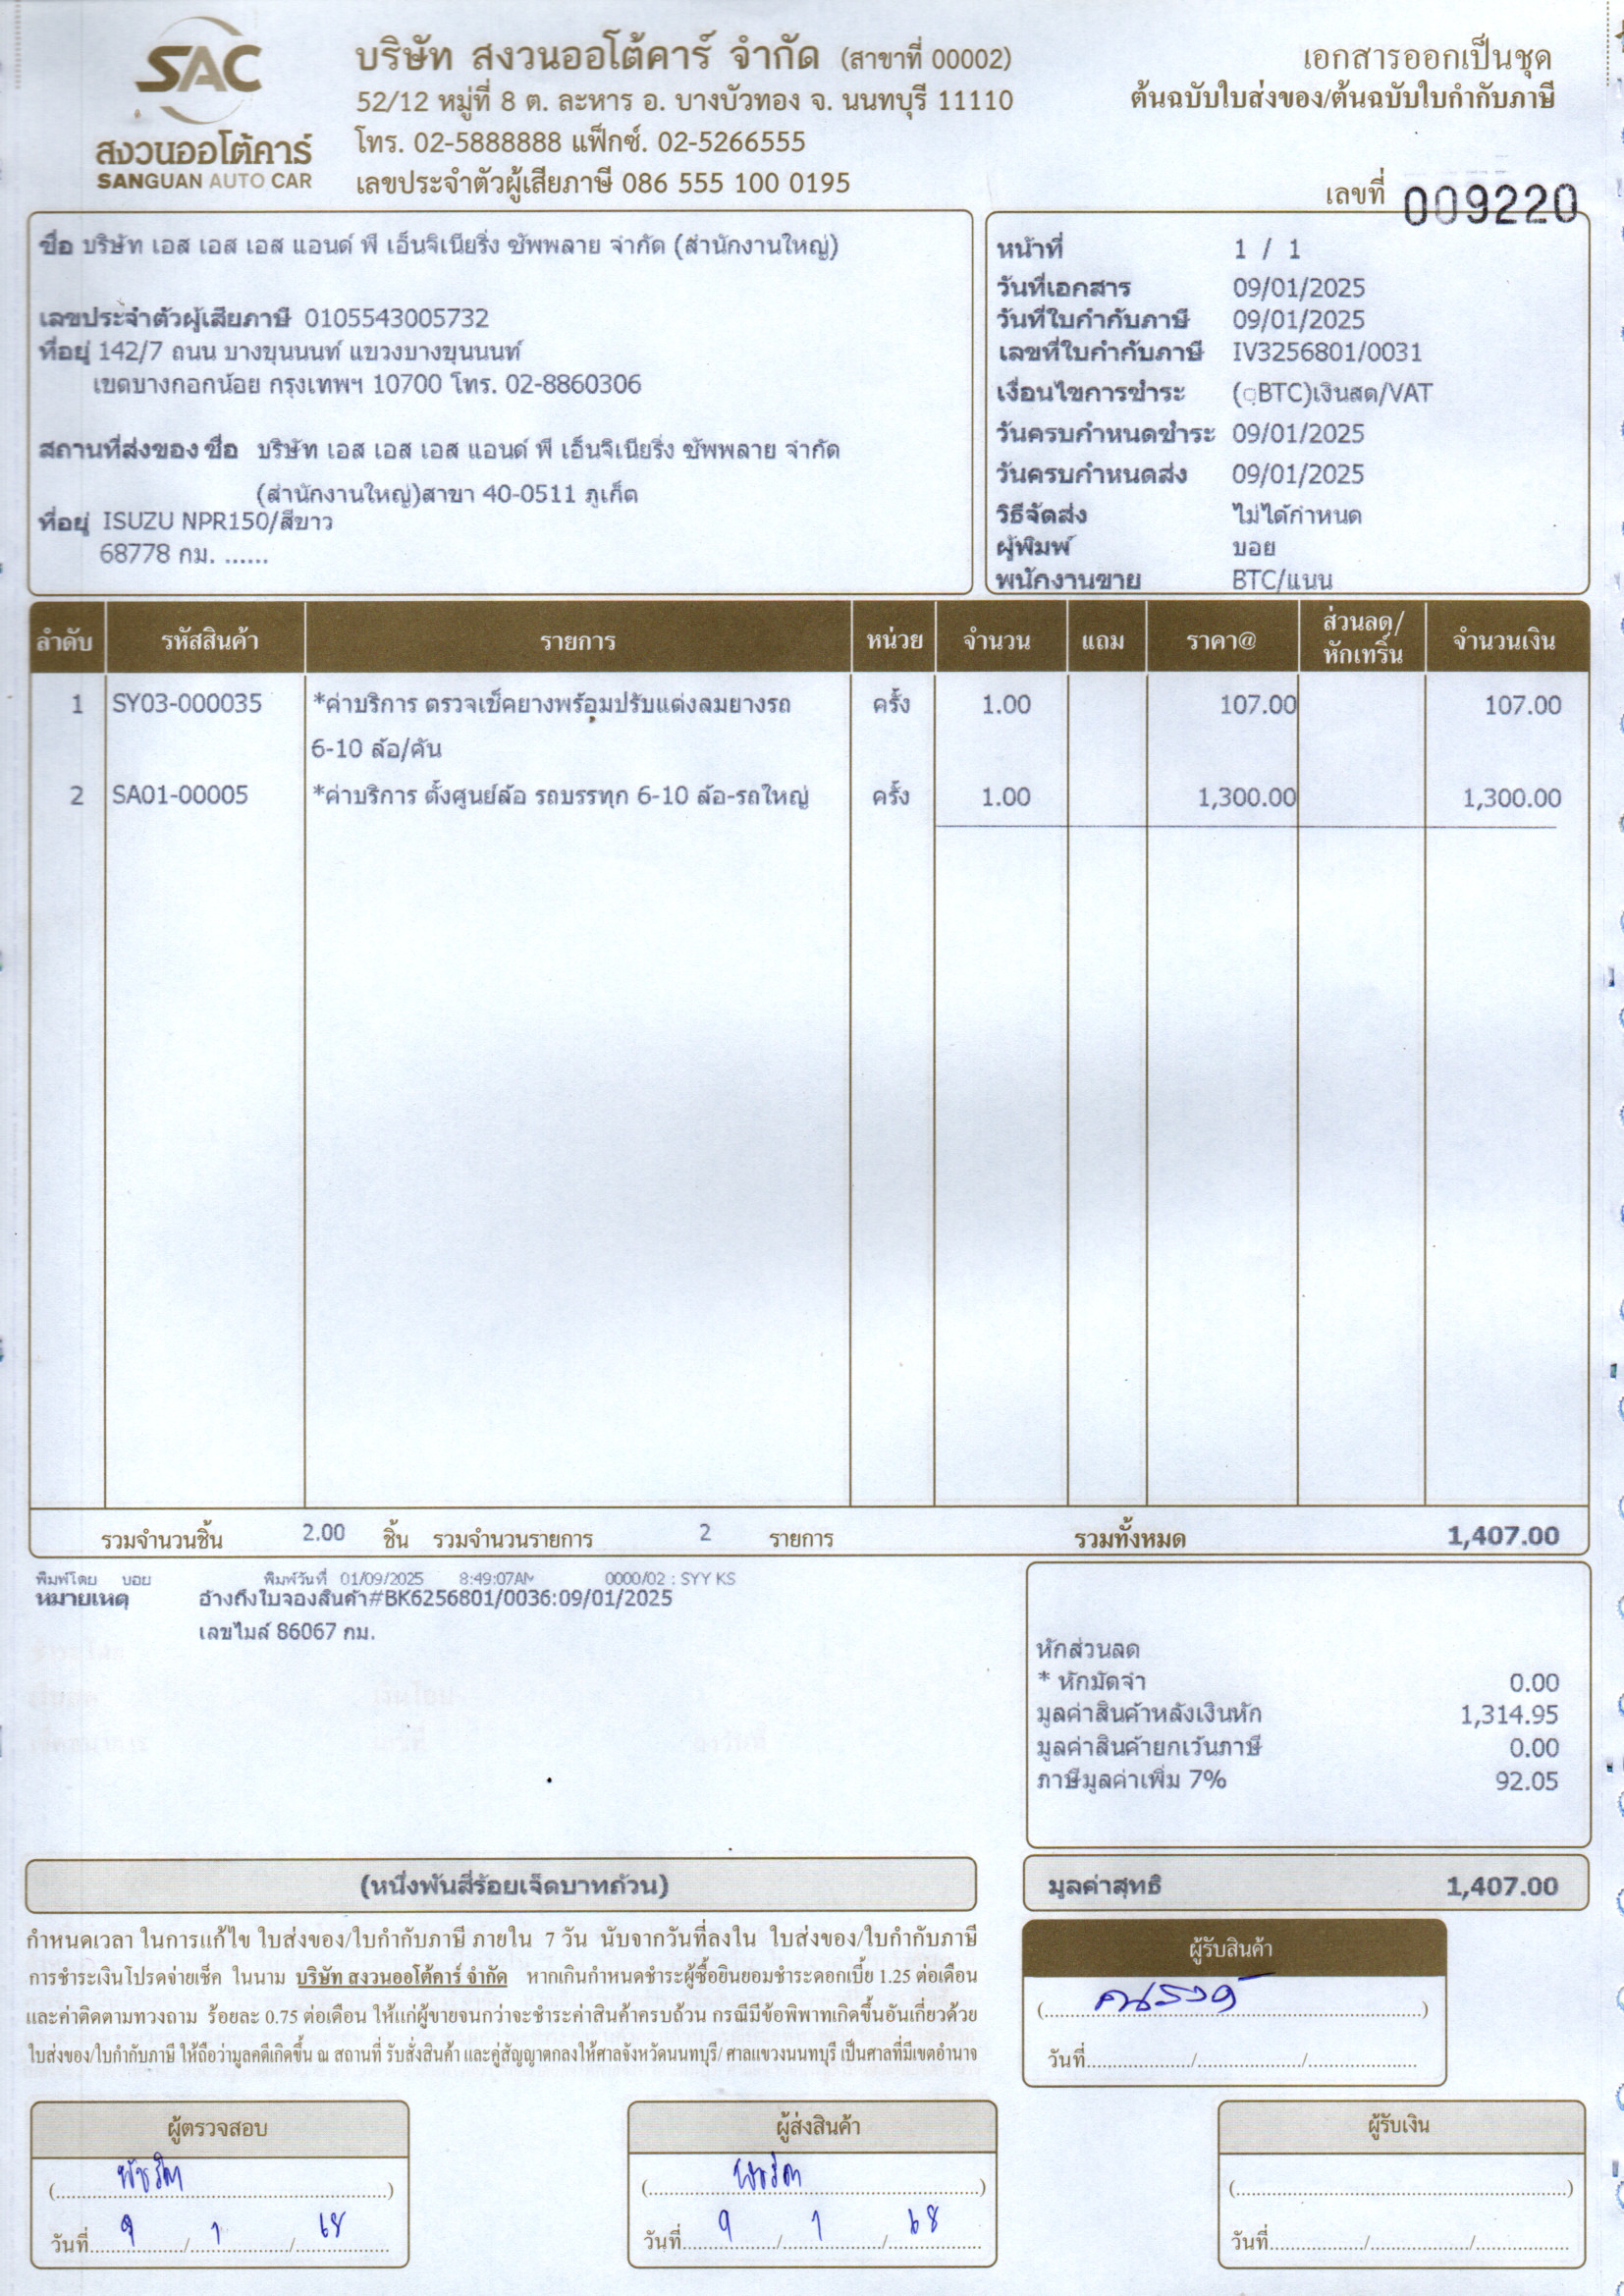 SAC
สงวนออโต้คาร์
SANGUAN AUTO CAR
บริษัท สงวนออโต้คาร์ จำกัด (สาขาที่ 00002)
52/12 หมู่ที่ 8 ต. ละหาร อ. บางบัวทอง จ. นนทบุรี 11110
โทร. 02-5888888 แฟ็กซ์. 02-5266555
เลขประจำตัวผู้เสียภาษี 086 555 100 0195
เอกสารออกเป็นชุด
ต้นฉบับใบส่งของ/ต้นฉบับใบกำกับภาษี
เลขที่ 009220
ชื่อ บริษัท เอส เอส เอส แอนด์ พี เอ็นจิเนียริ่ง ซัพพลาย จำกัด (สำนักงานใหญ่)
เลขประจำตัวผู้เสียภาษี 0105543005732
ที่อยู่ 142/7 ถนน บางขุนนนท์ แขวงบางขุนนนท์
เขตบางกอกน้อย กรุงเทพฯ 10700 โทร. 02-8860306
สถานที่ส่งของ ชื่อ บริษัท เอส เอส เอส แอนด์ พี เอ็นจิเนียริ่ง ซัพพลาย จำกัด
(สำนักงานใหญ่)สาขา 40-0511 ภูเก็ต
ที่อยู่ ISUZU NPR150/สีขาว
68778 กม. ......
หน้าที่ 1 / 1
วันที่เอกสาร 09/01/2025
วันที่ใบกำกับภาษี 09/01/2025
เลขที่ใบกำกับภาษี IV3256801/0031
เงื่อนไขการชำระ (ฺBTC)เงินสด/VAT
วันครบกำหนดชำระ 09/01/2025
วันครบกำหนดส่ง 09/01/2025
วิธีจัดส่ง ไม่ได้กำหนด
ผู้พิมพ์ บอย
พนักงานขาย BTC/แนน
ลำดับ รหัสสินค้า รายการ หน่วย จำนวน แถม ราคา@ ส่วนลด/หักเทริ์น จำนวนเงิน
1 SY03-000035 *ค่าบริการ ตรวจเช็คยางพร้อมปรับแต่งลมยางรถ ครั้ง 1.00 107.00 107.00
6-10 ล้อ/คัน
2 SA01-00005 *ค่าบริการ ตั้งศูนย์ล้อ รถบรรทุก 6-10 ล้อ-รถใหญ่ ครั้ง 1.00 1,300.00 1,300.00
รวมจำนวนชิ้น 2.00 ชิ้น รวมจำนวนรายการ 2 รายการ รวมทั้งหมด 1,407.00
พิมพ์โดย บอย พิมพ์วันที่ 01/09/2025 8:49:07AM 0000/02 : SYY KS
หมายเหตุ อ้างถึงใบจองสินค้า#BK6256801/0036:09/01/2025
เลขไมล์ 86067 กม.
หักส่วนลด
* หักมัดจำ 0.00
มูลค่าสินค้าหลังเงินหัก 1,314.95
มูลค่าสินค้ายกเว้นภาษี 0.00
ภาษีมูลค่าเพิ่ม 7% 92.05
(หนึ่งพันสี่ร้อยเจ็ดบาทถ้วน)
มูลค่าสุทธิ 1,407.00
กำหนดเวลา ในการแก้ไข ใบส่งของ/ใบกำกับภาษี ภายใน 7 วัน นับจากวันที่ลงใน ใบส่งของ/ใบกำกับภาษี
การชำระเงินโปรดจ่ายเช็ค ในนาม บริษัท สงวนออโต้คาร์ จำกัด หากเกินกำหนดชำระผู้ซื้อยินยอมชำระดอกเบี้ย 1.25 ต่อเดือน
และค่าติดตามทวงถาม ร้อยละ 0.75 ต่อเดือน ให้แก่ผู้ขายจนกว่าจะชำระค่าสินค้าครบถ้วน กรณีมีข้อพิพาทเกิดขึ้นอันเกี่ยวด้วย
ใบส่งของ/ใบกำกับภาษี ให้ถือว่ามูลคดีเกิดขึ้น ณ สถานที่ รับสั่งสินค้า และคู่สัญญาตกลงให้ศาลจังหวัดนนทบุรี/ ศาลแขวงนนทบุรี เป็นศาลที่มีเขตอำนาจ
ผู้รับสินค้า
วันที่......../......../........
ผู้ตรวจสอบ
วันที่ 9 / 1 / 68
ผู้ส่งสินค้า
วันที่ 9 / 1 / 68
ผู้รับเงิน
วันที่......../......../........